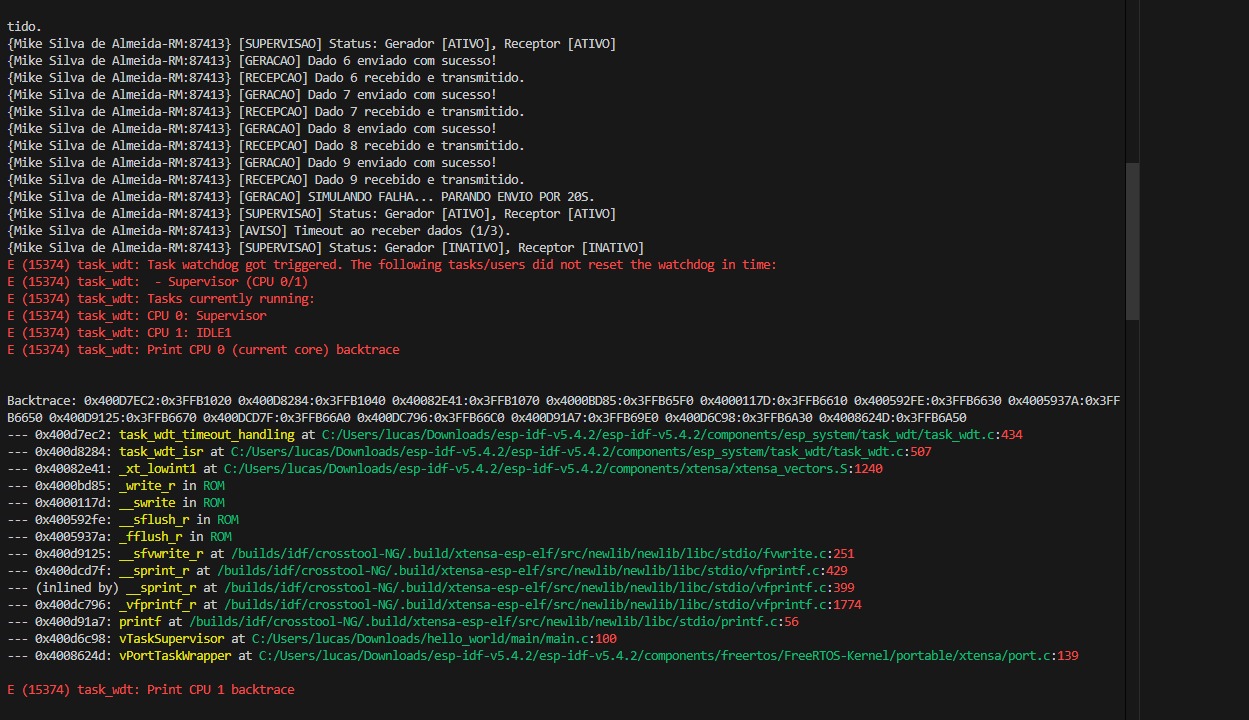 tido.
{Mike Silva de Almeida-RM:87413} [SUPERVISAO] Status: Gerador [ATIVO], Receptor [ATIVO]
{Mike Silva de Almeida-RM:87413} [GERACAO] Dado 6 enviado com sucesso!
{Mike Silva de Almeida-RM:87413} [RECEPCAO] Dado 6 recebido e transmitido.
{Mike Silva de Almeida-RM:87413} [GERACAO] Dado 7 enviado com sucesso!
{Mike Silva de Almeida-RM:87413} [RECEPCAO] Dado 7 recebido e transmitido.
{Mike Silva de Almeida-RM:87413} [GERACAO] Dado 8 enviado com sucesso!
{Mike Silva de Almeida-RM:87413} [RECEPCAO] Dado 8 recebido e transmitido.
{Mike Silva de Almeida-RM:87413} [GERACAO] Dado 9 enviado com sucesso!
{Mike Silva de Almeida-RM:87413} [RECEPCAO] Dado 9 recebido e transmitido.
{Mike Silva de Almeida-RM:87413} [GERACAO] SIMULANDO FALHA... PARANDO ENVIO POR 20S.
{Mike Silva de Almeida-RM:87413} [SUPERVISAO] Status: Gerador [ATIVO], Receptor [ATIVO]
{Mike Silva de Almeida-RM:87413} [AVISO] Timeout ao receber dados (1/3).
{Mike Silva de Almeida-RM:87413} [SUPERVISAO] Status: Gerador [INATIVO], Receptor [INATIVO]
E (15374) task_wdt: Task watchdog got triggered. The following tasks/users did not reset the watchdog in time:
E (15374) task_wdt:  - Supervisor (CPU 0/1)
E (15374) task_wdt: Tasks currently running:
E (15374) task_wdt: CPU 0: Supervisor
E (15374) task_wdt: CPU 1: IDLE1
E (15374) task_wdt: Print CPU 0 (current core) backtrace
Backtrace: 0x400D7EC2:0x3FFB1020 0x400D8284:0x3FFB1040 0x40082E41:0x3FFB1070 0x4000BD85:0x3FFB65F0 0x4000117D:0x3FFB6610 0x400592FE:0x3FFB6630 0x4005937A:0x3FF
B6650 0x400D9125:0x3FFB6670 0x400DCD7F:0x3FFB66A0 0x400DC796:0x3FFB66C0 0x400D91A7:0x3FFB69E0 0x400D6C98:0x3FFB6A30 0x4008624D:0x3FFB6A50
--- 0x400d7ec2: task_wdt_timeout_handling at C:/Users/lucas/Downloads/esp-idf-v5.4.2/esp-idf-v5.4.2/components/esp_system/task_wdt/task_wdt.c:434
--- 0x400d8284: task_wdt_isr at C:/Users/lucas/Downloads/esp-idf-v5.4.2/esp-idf-v5.4.2/components/esp_system/task_wdt/task_wdt.c:507
--- 0x40082e41: _xt_lowint1 at C:/Users/lucas/Downloads/esp-idf-v5.4.2/esp-idf-v5.4.2/components/xtensa/xtensa_vectors.S:1240
--- 0x4000bd85: _write_r in ROM
--- 0x4000117d: __swrite in ROM
--- 0x400592fe: __sflush_r in ROM
--- 0x4005937a: _fflush_r in ROM
--- 0x400d9125: __sfvwrite_r at /builds/idf/crosstool-NG/.build/xtensa-esp-elf/src/newlib/newlib/libc/stdio/fvwrite.c:251
--- 0x400dcd7f: __sprint_r at /builds/idf/crosstool-NG/.build/xtensa-esp-elf/src/newlib/newlib/libc/stdio/vfprintf.c:429
--- (inlined by) __sprint_r at /builds/idf/crosstool-NG/.build/xtensa-esp-elf/src/newlib/newlib/libc/stdio/vfprintf.c:399
--- 0x400dc796: _vfprintf_r at /builds/idf/crosstool-NG/.build/xtensa-esp-elf/src/newlib/newlib/libc/stdio/vfprintf.c:1774
--- 0x400d91a7: printf at /builds/idf/crosstool-NG/.build/xtensa-esp-elf/src/newlib/newlib/libc/stdio/printf.c:56
--- 0x400d6c98: vTaskSupervisor at C:/Users/lucas/Downloads/hello_world/main/main.c:100
--- 0x4008624d: vPortTaskWrapper at C:/Users/lucas/Downloads/esp-idf-v5.4.2/esp-idf-v5.4.2/components/freertos/FreeRTOS-Kernel/portable/xtensa/port.c:139
E (15374) task_wdt: Print CPU 1 backtrace